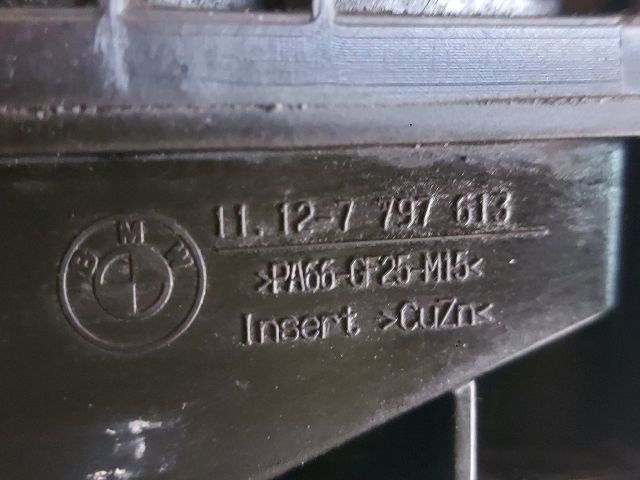 BMW
11.12-7 797 613
>PA66-GF25-M15<
Insert >CuZn<